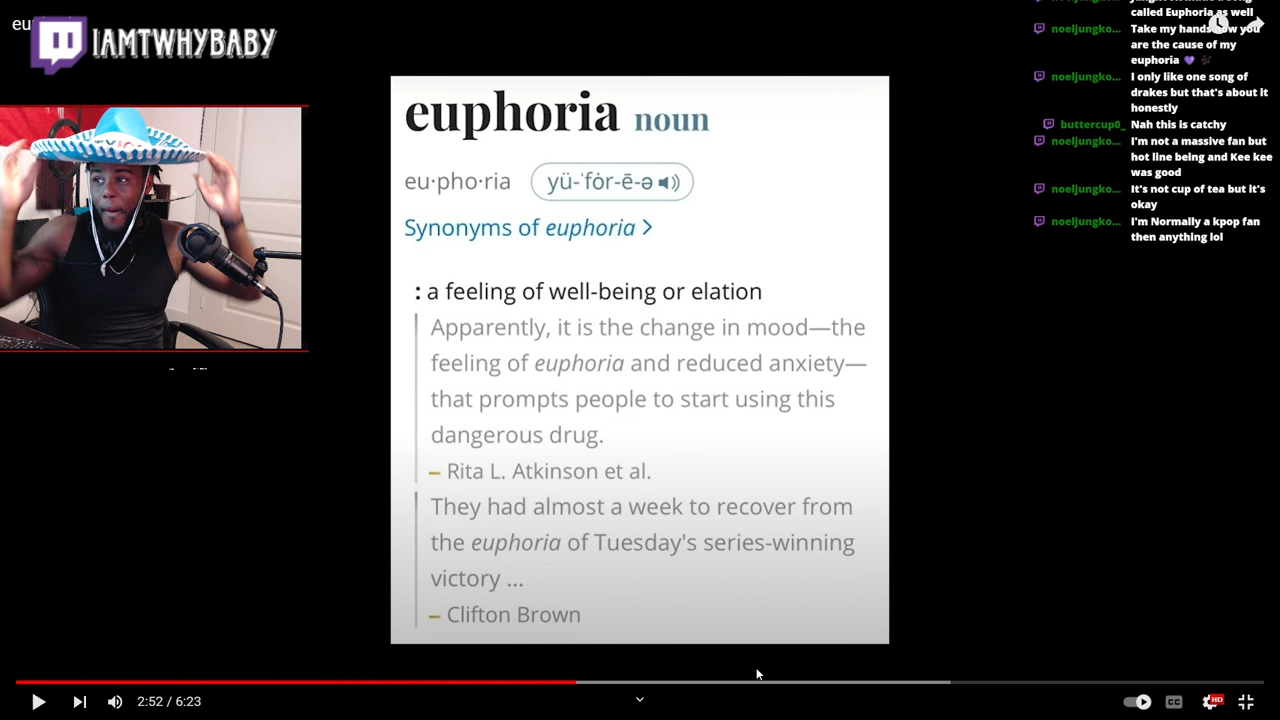 eu
IAMTWHYBABY
euphoria noun
eu·pho·ria yü-ˈfȯr-ē-ə
Synonyms of euphoria >
: a feeling of well-being or elation
Apparently, it is the change in mood—the
feeling of euphoria and reduced anxiety—
that prompts people to start using this
dangerous drug.
– Rita L. Atkinson et al.
They had almost a week to recover from
the euphoria of Tuesday's series-winning
victory ...
– Clifton Brown
called Euphoria as well
noeljungko... Take my hands now you
are the cause of my
euphoria 💜
noeljungko... I only like one song of
drakes but that's about it
honestly
buttercup0_ Nah this is catchy
noeljungko... I'm not a massive fan but
hot line being and Kee kee
was good
noeljungko... It's not cup of tea but it's
okay
noeljungko... I'm Normally a kpop fan
then anything lol
2:52 / 6:23
CC
HD